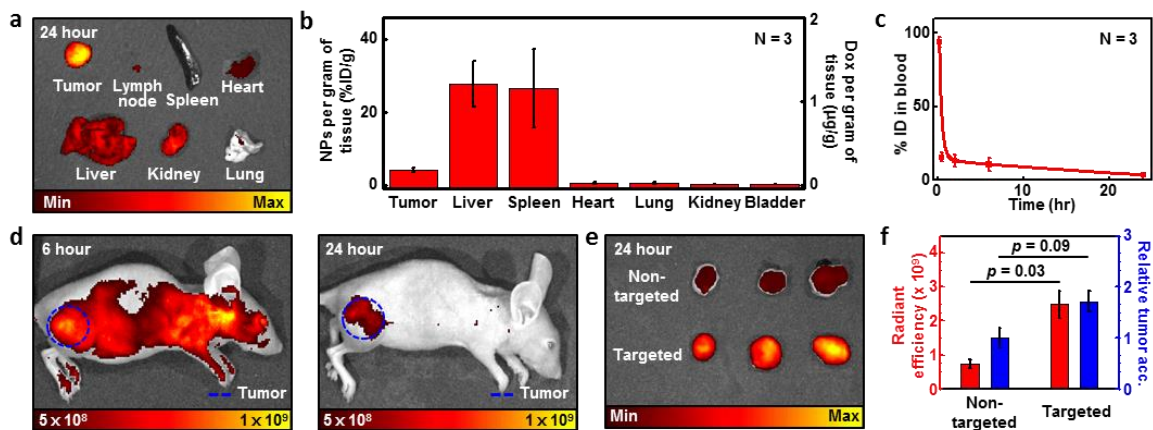 a
24 hour
Tumor
Lymph
node
Spleen
Heart
Liver
Kidney
Lung
Min
Max
b
N = 3
NPs per gram of
tissue (%ID/g)
40
20
0
2
1
0
Dox per gram of
tissue (µg/g)
Tumor Liver Spleen Heart Lung Kidney Bladder
c
N = 3
% ID in blood
100
50
0
0 10 20
Time (hr)
d
6 hour
Tumor
5 x 10⁸
1 x 10⁹
24 hour
Tumor
5 x 10⁸
1 x 10⁹
e
24 hour
Non-
targeted
Targeted
Min
Max
f
Radiant
efficiency (x 10⁹)
4
3
2
1
0
p = 0.09
p = 0.03
3
2
1
0
Relative tumor acc.
Non-
targeted
Targeted